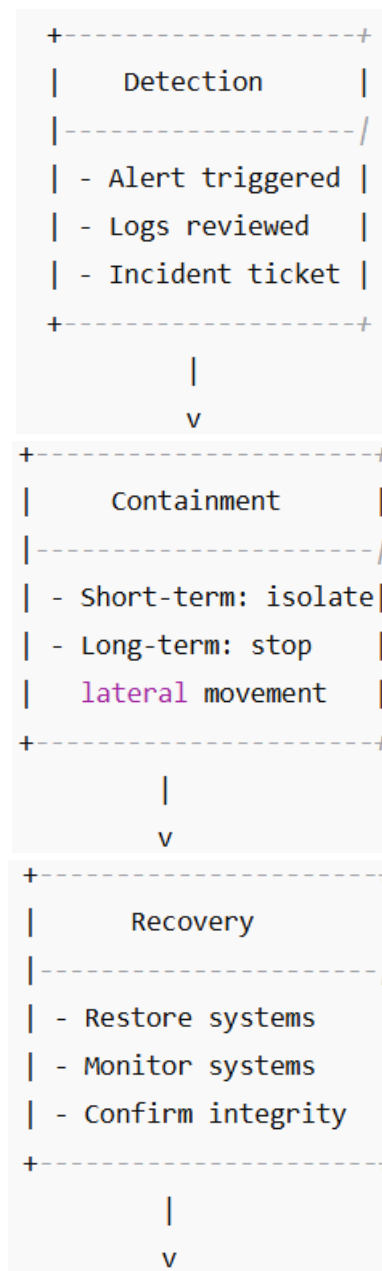 +-------------------+
|    Detection      |
|-------------------/
| - Alert triggered |
| - Logs reviewed   |
| - Incident ticket |
+-------------------+
|
v
+----------------------+
|     Containment      |
|----------------------/
| - Short-term: isolate|
| - Long-term: stop    |
|   lateral movement   |
+----------------------+
|
v
+----------------------
|      Recovery
|----------------------
| - Restore systems
| - Monitor systems
| - Confirm integrity
+----------------------
|
v